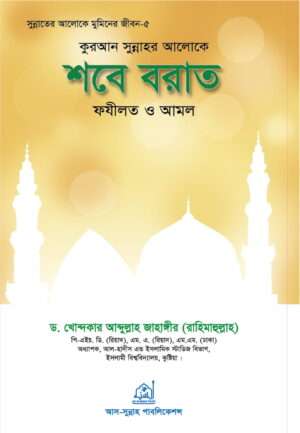 সুন্নাতের আলোকে মুমিনের জীবন-৫
কুরআন সুন্নাহর আলোকে
শবে বরাত
ফযীলত ও আমল
ড. খোন্দকার আব্দুল্লাহ জাহাঙ্গীর (রাহিমাহুল্লাহ)
পি-এইচ. ডি. (রিয়াদ), এম. এ. (রিয়াদ), এম.এম. (ঢাকা)
অধ্যাপক, আল-হাদীস এন্ড ইসলামিক স্টাডিজ বিভাগ,
ইসলামী বিশ্ববিদ্যালয়, কুষ্টিয়া।
আস-সুন্নাহ পাবলিকেশন্স